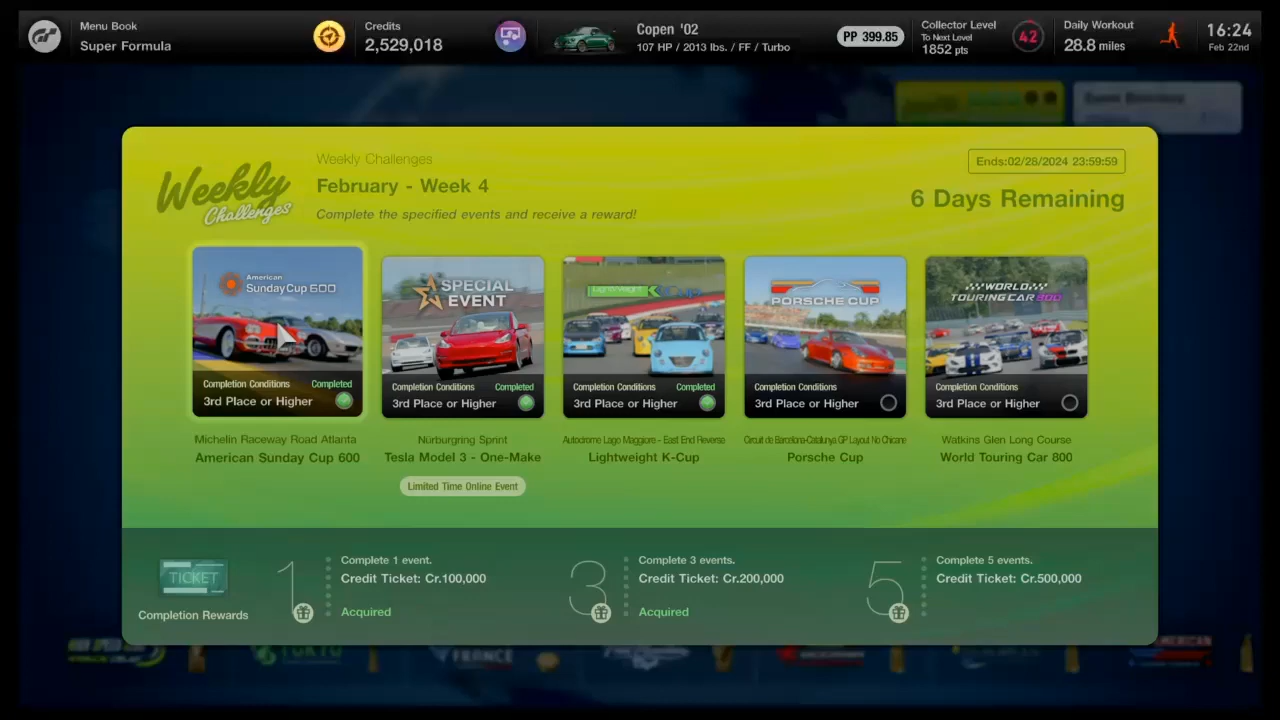 Menu Book
Super Formula
Credits
2,529,018
Copen '02
107 HP / 2013 lbs. / FF / Turbo
PP 399.85
Collector Level
To Next Level
1852 pts
42
Daily Workout
28.8 miles
16:24
Feb 22nd
Weekly Challenges
Weekly Challenges
February - Week 4
Complete the specified events and receive a reward!
Ends:02/28/2024 23:59:59
6 Days Remaining
American
Sunday Cup 600
Completion Conditions
Completed
3rd Place or Higher
Michelin Raceway Road Atlanta
American Sunday Cup 600
SPECIAL
EVENT
Completion Conditions
Completed
3rd Place or Higher
Nürburgring Sprint
Tesla Model 3 - One-Make
Limited Time Online Event
Lightweight K Cup
Completion Conditions
Completed
3rd Place or Higher
Autodrome Lago Maggiore - East End Reverse
Lightweight K-Cup
PORSCHE CUP
Completion Conditions
3rd Place or Higher
Circuit de Barcelona-Catalunya GP Layout No Chicane
Porsche Cup
WORLD
TOURING CAR 800
Completion Conditions
3rd Place or Higher
Watkins Glen Long Course
World Touring Car 800
TICKET
Completion Rewards
1
Complete 1 event.
Credit Ticket: Cr.100,000
Acquired
3
Complete 3 events.
Credit Ticket: Cr.200,000
Acquired
5
Complete 5 events.
Credit Ticket: Cr.500,000
TOKYO
FRANCE
AMERICAN